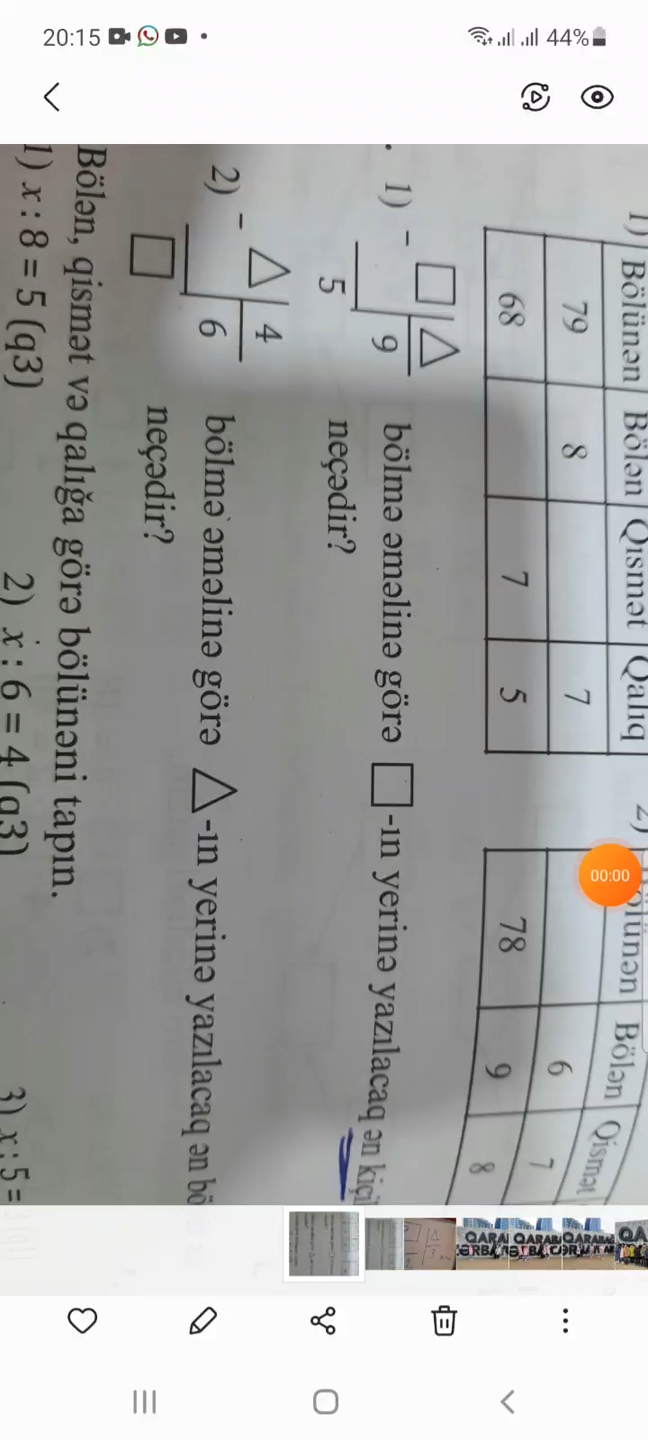 20:15 44%
1) Bölünən Bölən Qismət Qalıq
79 8 7
68 7 5
2) Bölünən Bölən Qismət
6 7
78 9 8
. 1) - □ △
5 9
bölmə əməlinə görə □-ın yerinə yazılacaq ən kiçi
neçədir?
2) - △ 4
□ 6
bölmə əməlinə görə △-ın yerinə yazılacaq ən bö
neçədir?
Bölən, qismət və qalığa görə bölünəni tapın.
1) x : 8 = 5 (q3) 2) x : 6 = 4 (q3) 3) x : 5 =
00:00
QARABAĞ